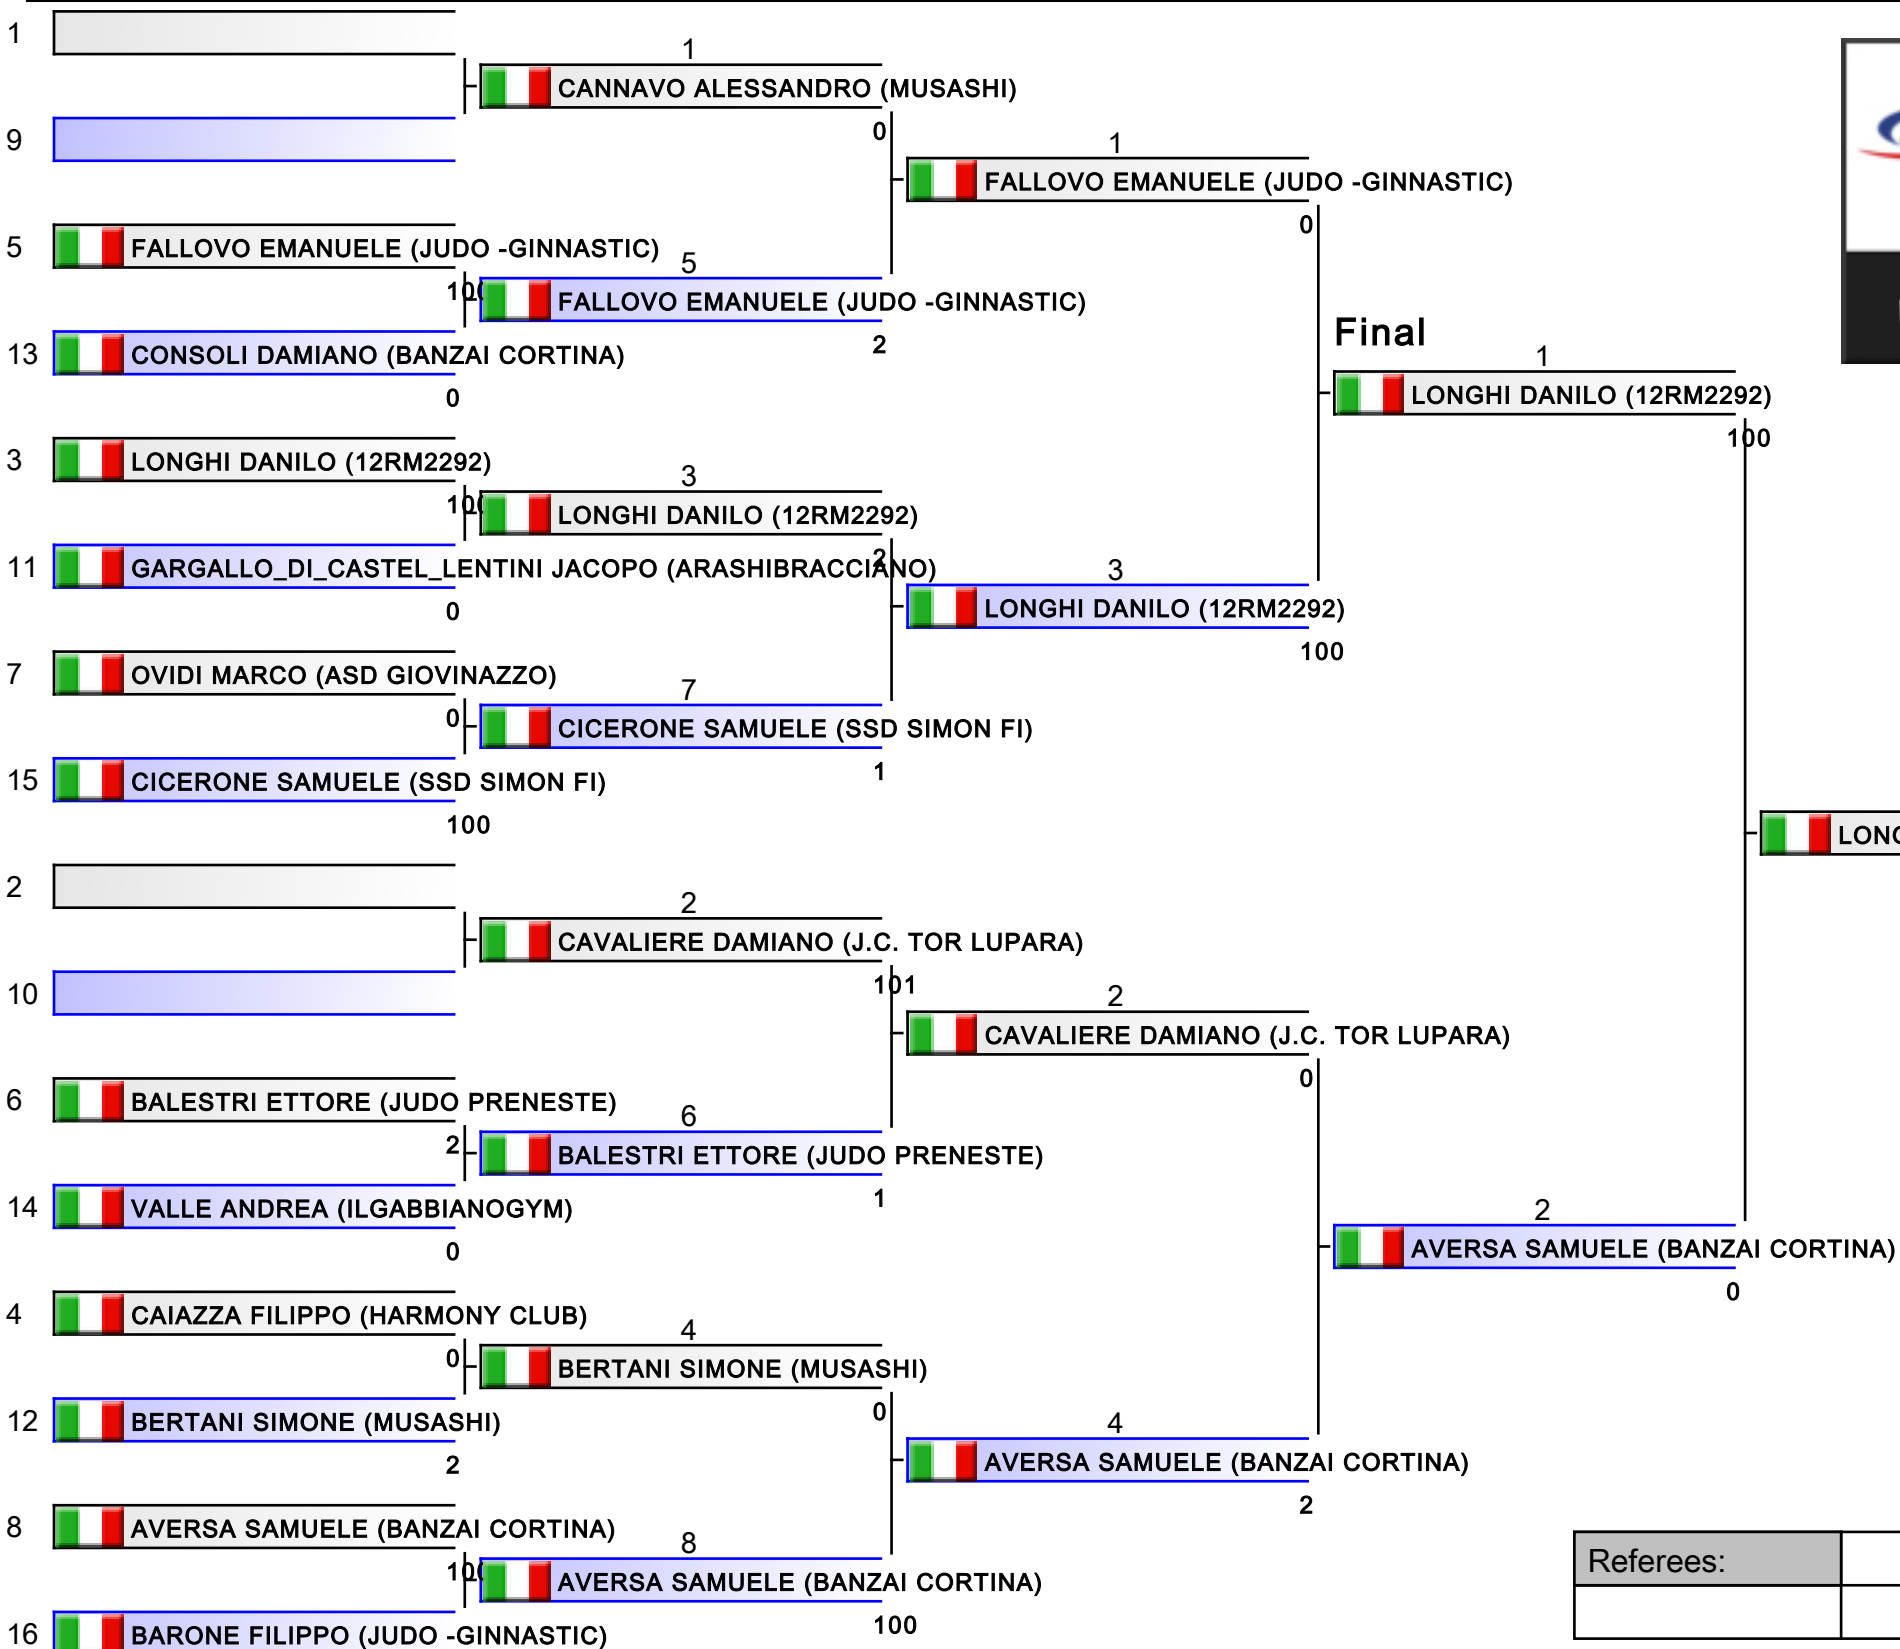 1
1
CANNAVO ALESSANDRO (MUSASHI)
0
9
1
FALLOVO EMANUELE (JUDO -GINNASTIC)
0
5
FALLOVO EMANUELE (JUDO -GINNASTIC)
5
FALLOVO EMANUELE (JUDO -GINNASTIC)
2
13
CONSOLI DAMIANO (BANZAI CORTINA)
0
Final
1
LONGHI DANILO (12RM2292)
100
3
LONGHI DANILO (12RM2292)
3
LONGHI DANILO (12RM2292)
2
11
GARGALLO_DI_CASTEL_LENTINI JACOPO (ARASHIBRACCIANO)
0
3
LONGHI DANILO (12RM2292)
100
7
OVIDI MARCO (ASD GIOVINAZZO)
0
7
CICERONE SAMUELE (SSD SIMON FI)
1
15
CICERONE SAMUELE (SSD SIMON FI)
100
2
2
CAVALIERE DAMIANO (J.C. TOR LUPARA)
101
10
2
CAVALIERE DAMIANO (J.C. TOR LUPARA)
0
6
BALESTRI ETTORE (JUDO PRENESTE)
2
6
BALESTRI ETTORE (JUDO PRENESTE)
1
14
VALLE ANDREA (ILGABBIANOGYM)
0
2
AVERSA SAMUELE (BANZAI CORTINA)
0
4
CAIAZZA FILIPPO (HARMONY CLUB)
0
4
BERTANI SIMONE (MUSASHI)
0
12
BERTANI SIMONE (MUSASHI)
2
4
AVERSA SAMUELE (BANZAI CORTINA)
2
8
AVERSA SAMUELE (BANZAI CORTINA)
8
AVERSA SAMUELE (BANZAI CORTINA)
100
16
BARONE FILIPPO (JUDO -GINNASTIC)
Referees: